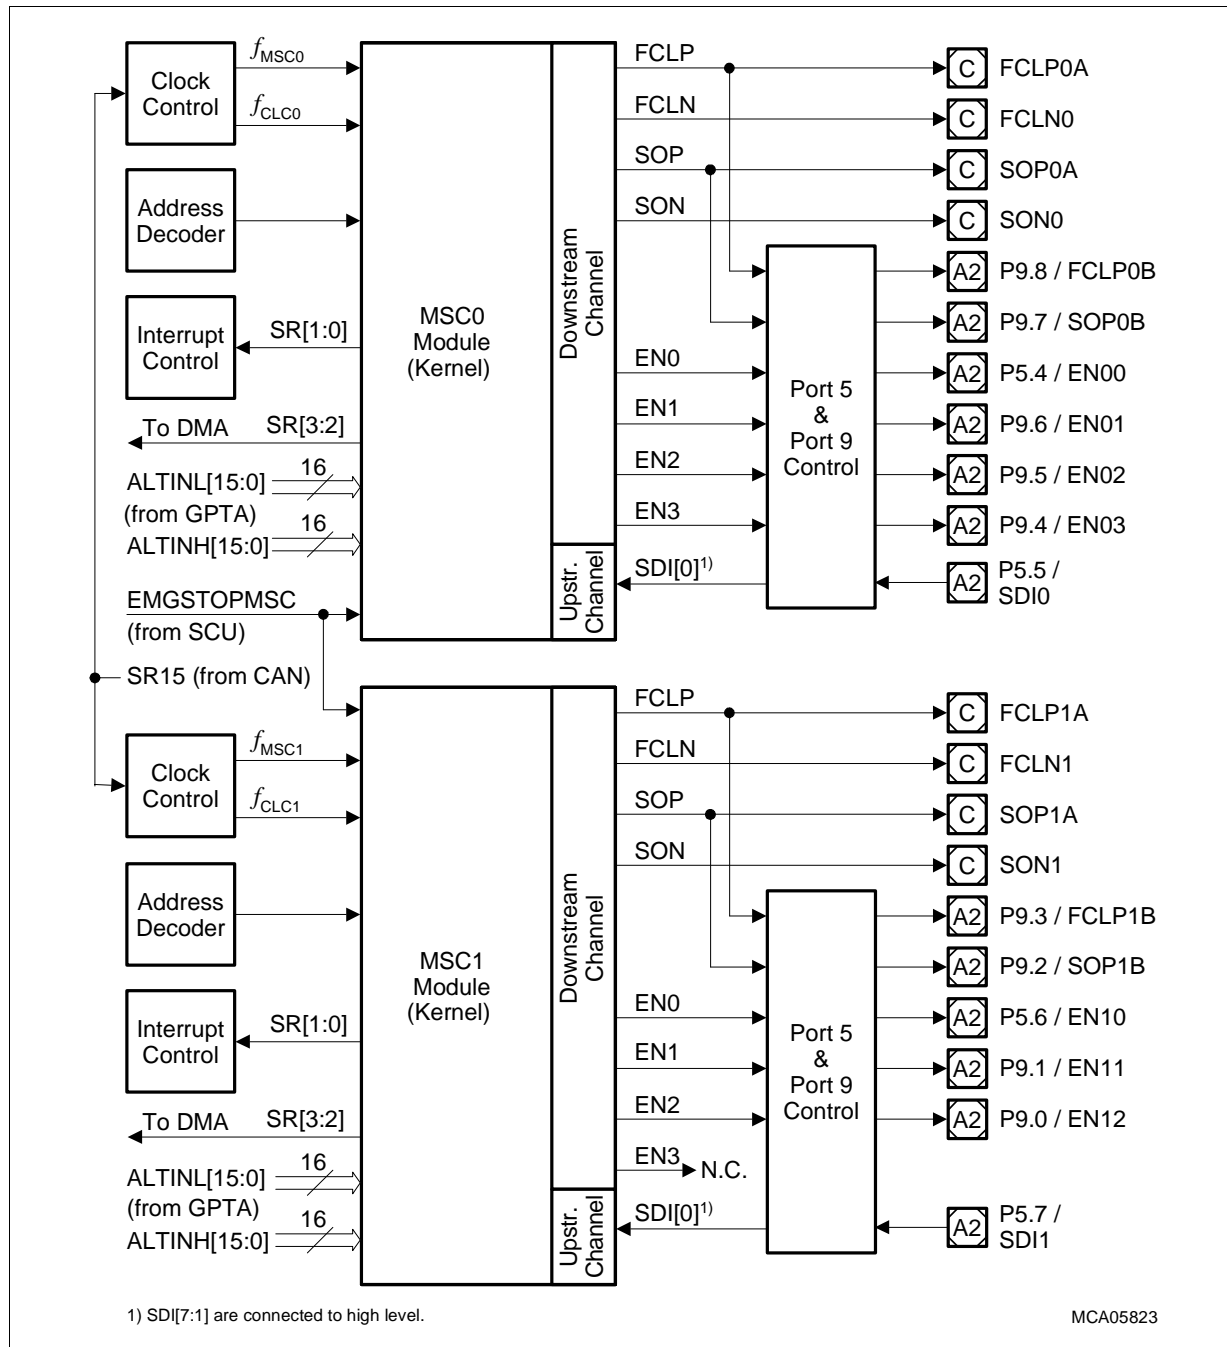 Clock
Control
fMSC0
fCLC0
Address
Decoder
Interrupt
Control
SR[1:0]
To DMA
SR[3:2]
ALTINL[15:0]
16
(from GPTA)
ALTINH[15:0]
16
EMGSTOPMSC
(from SCU)
SR15 (from CAN)
MSC0
Module
(Kernel)
Downstream
Channel
Upstr.
Channel
FCLP
FCLN
SOP
SON
EN0
EN1
EN2
EN3
SDI[0]1)
Port 5
&
Port 9
Control
C FCLP0A
C FCLN0
C SOP0A
C SON0
A2 P9.8 / FCLP0B
A2 P9.7 / SOP0B
A2 P5.4 / EN00
A2 P9.6 / EN01
A2 P9.5 / EN02
A2 P9.4 / EN03
A2 P5.5 /
SDI0
Clock
Control
fMSC1
fCLC1
Address
Decoder
Interrupt
Control
SR[1:0]
To DMA
SR[3:2]
ALTINL[15:0]
16
(from GPTA)
ALTINH[15:0]
16
MSC1
Module
(Kernel)
Downstream
Channel
Upstr.
Channel
FCLP
FCLN
SOP
SON
EN0
EN1
EN2
EN3
N.C.
SDI[0]1)
Port 5
&
Port 9
Control
C FCLP1A
C FCLN1
C SOP1A
C SON1
A2 P9.3 / FCLP1B
A2 P9.2 / SOP1B
A2 P5.6 / EN10
A2 P9.1 / EN11
A2 P9.0 / EN12
A2 P5.7 /
SDI1
1) SDI[7:1] are connected to high level.
MCA05823